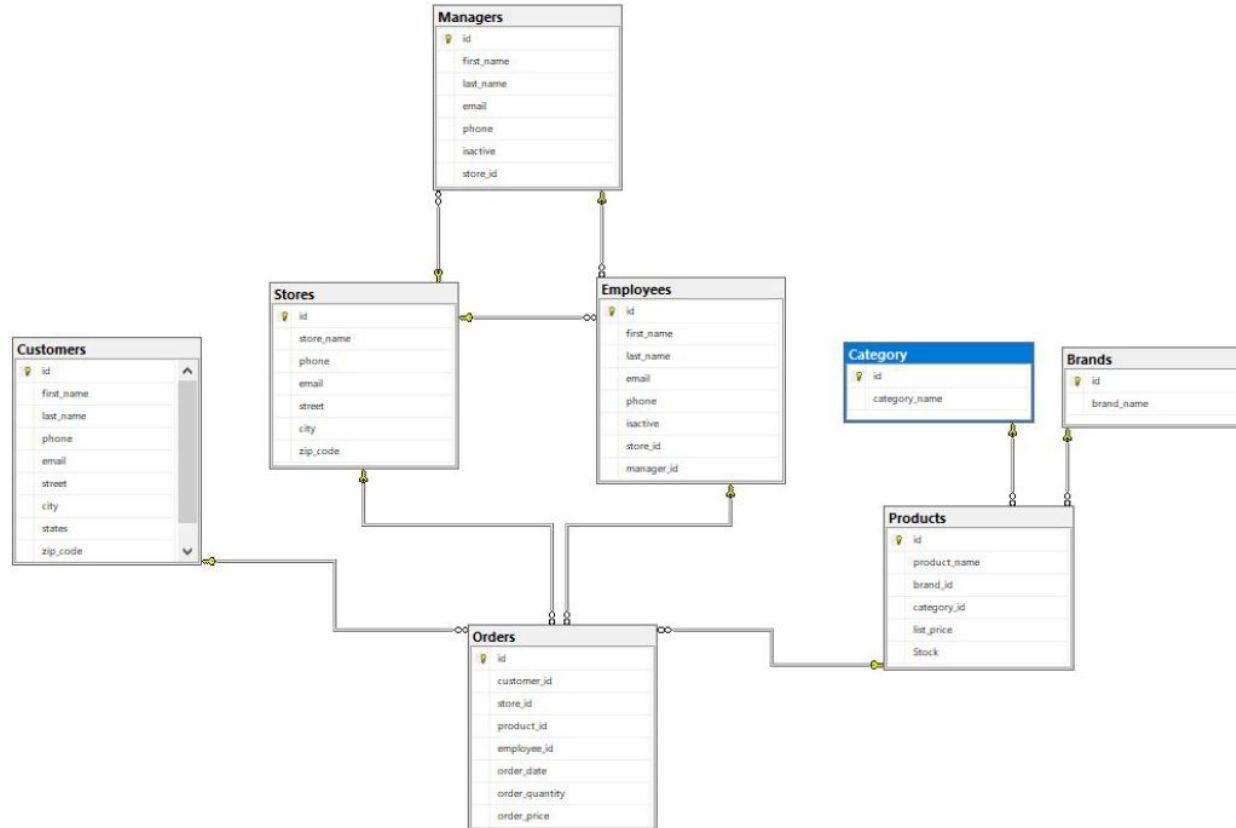 Managers
id
first_name
last_name
email
phone
isactive
store_id
Stores
id
store_name
phone
email
street
city
zip_code
Employees
id
first_name
last_name
email
phone
isactive
store_id
manager_id
Customers
id
first_name
last_name
phone
email
street
city
states
zip_code
Category
id
category_name
Brands
id
brand_name
Products
id
product_name
brand_id
category_id
list_price
Stock
Orders
id
customer_id
store_id
product_id
employee_id
order_date
order_quantity
order_price